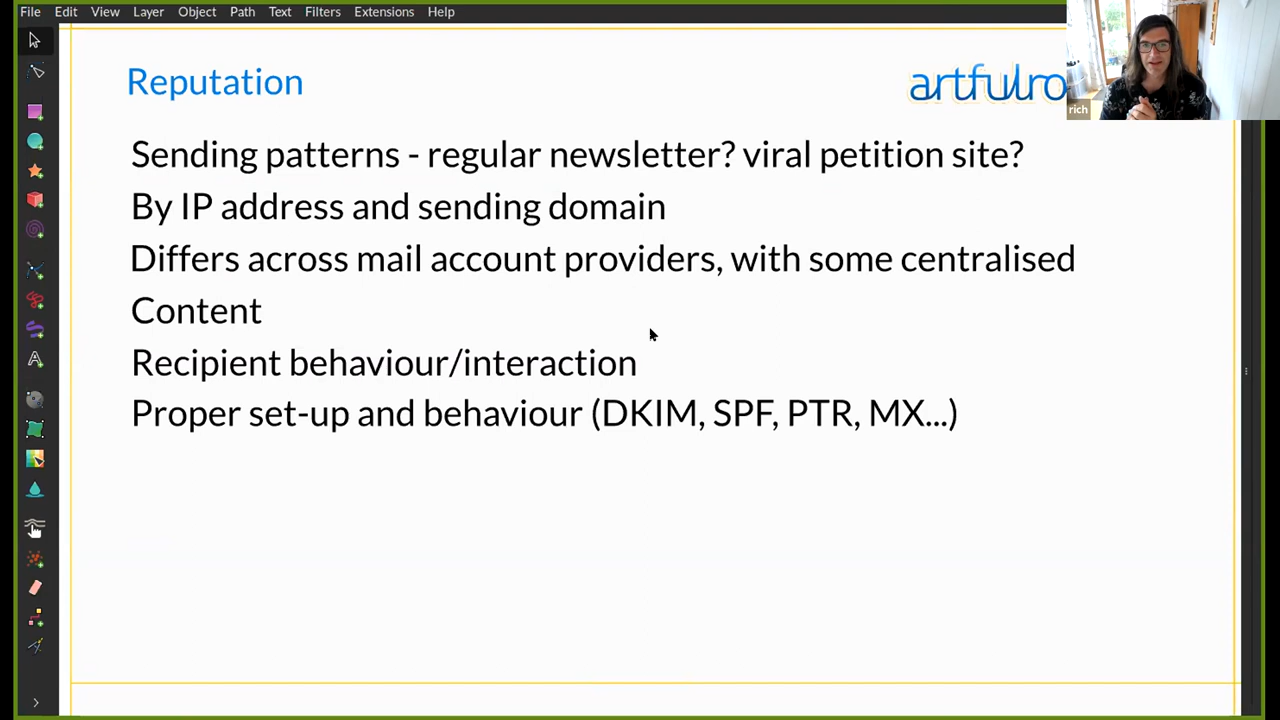 File Edit View Layer Object Path Text Filters Extensions Help
Reputation
artfulro
rich
Sending patterns - regular newsletter? viral petition site?
By IP address and sending domain
Differs across mail account providers, with some centralised
Content
Recipient behaviour/interaction
Proper set-up and behaviour (DKIM, SPF, PTR, MX...)